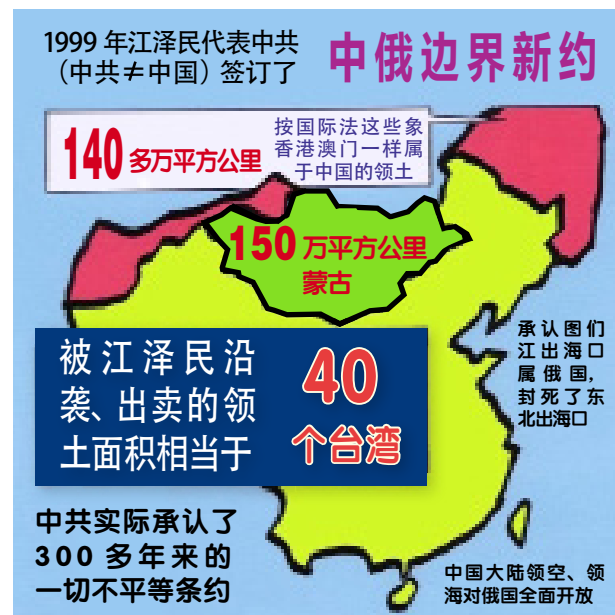 1999 年江泽民代表中共
（中共≠中国）签订了
中俄边界新约
140 多万平方公里
按国际法这些象
香港澳门一样属
于中国的领土
150 万平方公里
蒙古
承认图们
江出海口
属俄国，
封死了东
北出海口
被江泽民沿
袭、出卖的领
土面积相当于
40
个台湾
中共实际承认了
300 多年来的
一切不平等条约
中国大陆领空、领
海对俄国全面开放